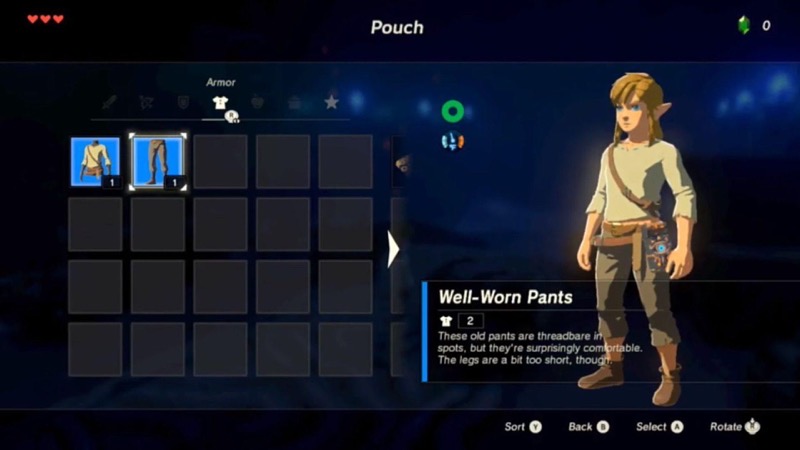 Pouch
0
Armor
1
1
Well-Worn Pants
2
These old pants are threadbare in
spots, but they're surprisingly comfortable.
The legs are a bit too short, though.
Sort Y Back B Select A Rotate R